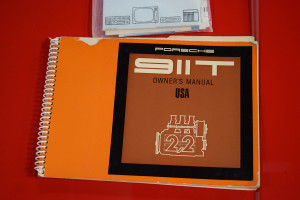 PORSCHE
911T
OWNER'S MANUAL
USA
2.2